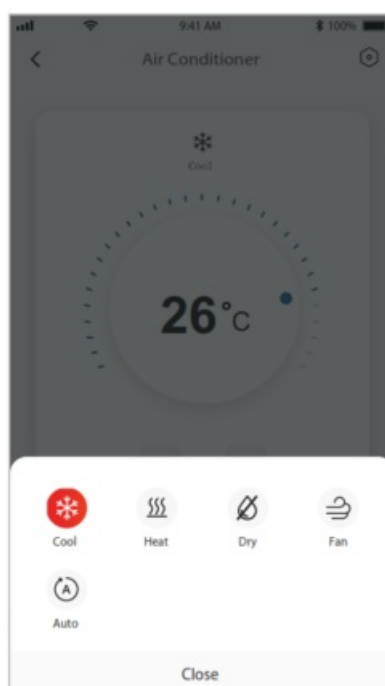 9:41 AM 100%
Air Conditioner
Cool
26°C
Cool Heat Dry Fan
A
Auto
Close